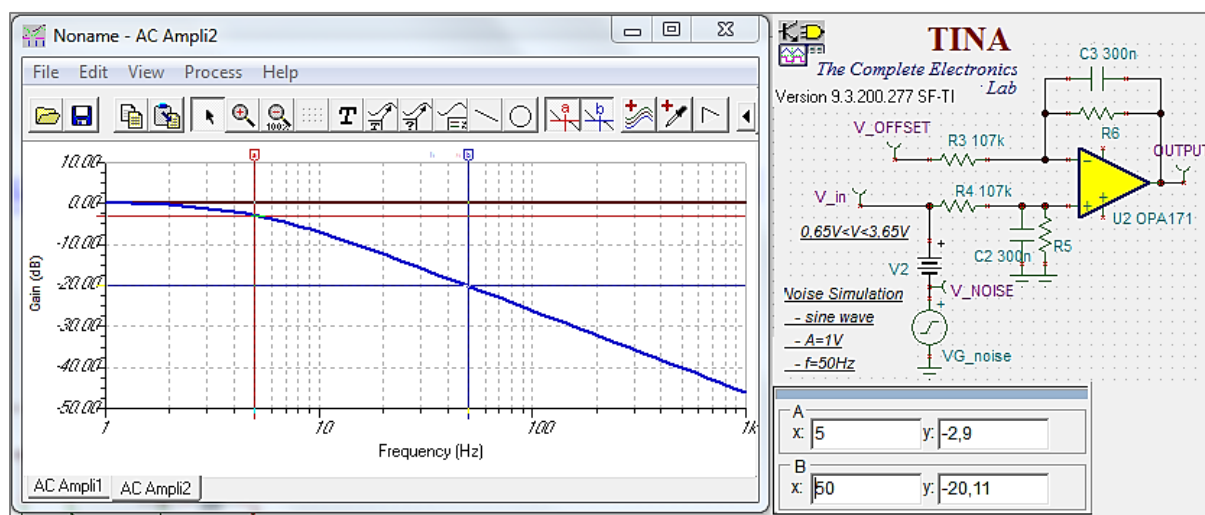 Noname - AC Ampli2
File Edit View Process Help
T
100%
a b
a
b
10.00
0.00
-10.00
-20.00
-30.00
-40.00
-50.00
Gain (dB)
1 10 100 1k
Frequency (Hz)
AC Ampli1 AC Ampli2
TINA
The Complete Electronics
Lab
Version 9.3.200.277 SF-TI
C3 300n
R6
V_OFFSET
R3 107k
OUTPUT
V_in
R4 107k
U2 OPA171
0,65V<V<3,65V
C2 300n
R5
V2
V_NOISE
Noise Simulation
- sine wave
- A=1V
- f=50Hz
VG_noise
A
x: 5 y: -2,9
B
x: 50 y: -20,11